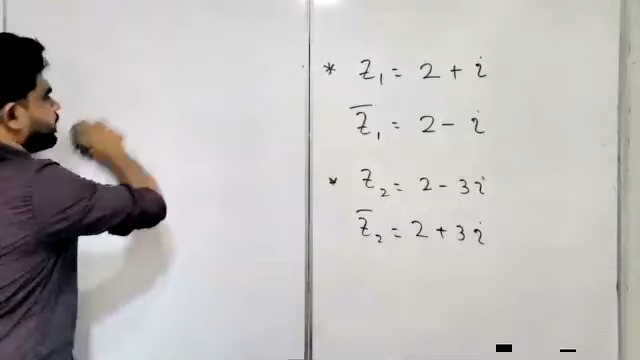 * Z₁ = 2 + i
Z̅₁ = 2 - i
* Z₂ = 2 - 3i
Z̅₂ = 2 + 3i